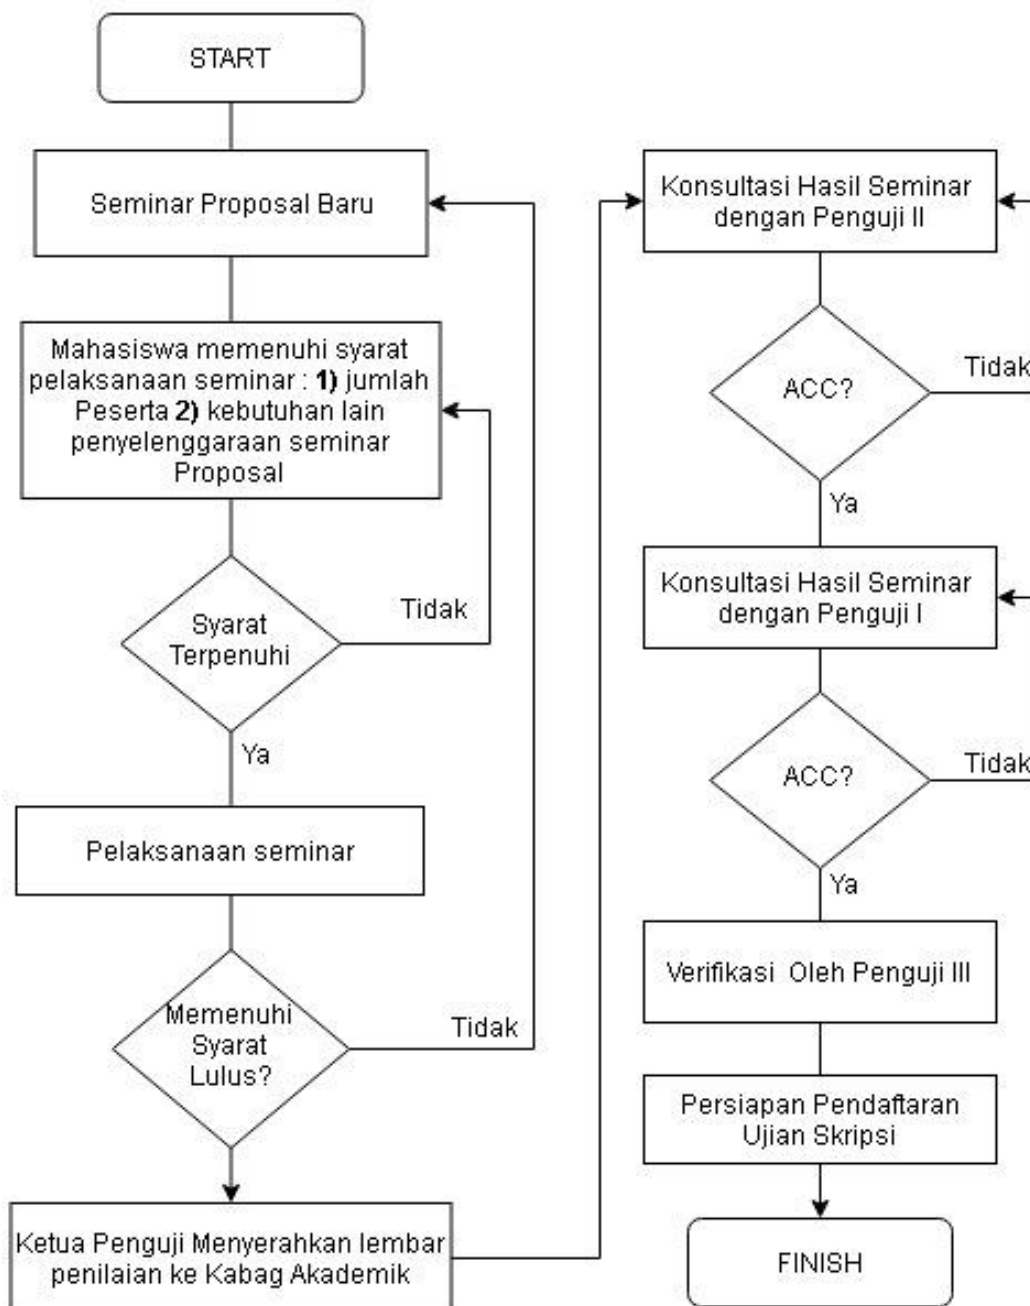 START
Seminar Proposal Baru
Mahasiswa memenuhi syarat
pelaksanaan seminar : 1) jumlah
Peserta 2) kebutuhan lain
penyelenggaraan seminar
Proposal
Tidak
Syarat
Terpenuhi
Ya
Pelaksanaan seminar
Memenuhi
Syarat
Lulus?
Tidak
Ketua Penguji Menyerahkan lembar
penilaian ke Kabag Akademik
Konsultasi Hasil Seminar
dengan Penguji II
ACC?
Tidak
Ya
Konsultasi Hasil Seminar
dengan Penguji I
ACC?
Tidak
Ya
Verifikasi Oleh Penguji III
Persiapan Pendaftaran
Ujian Skripsi
FINISH